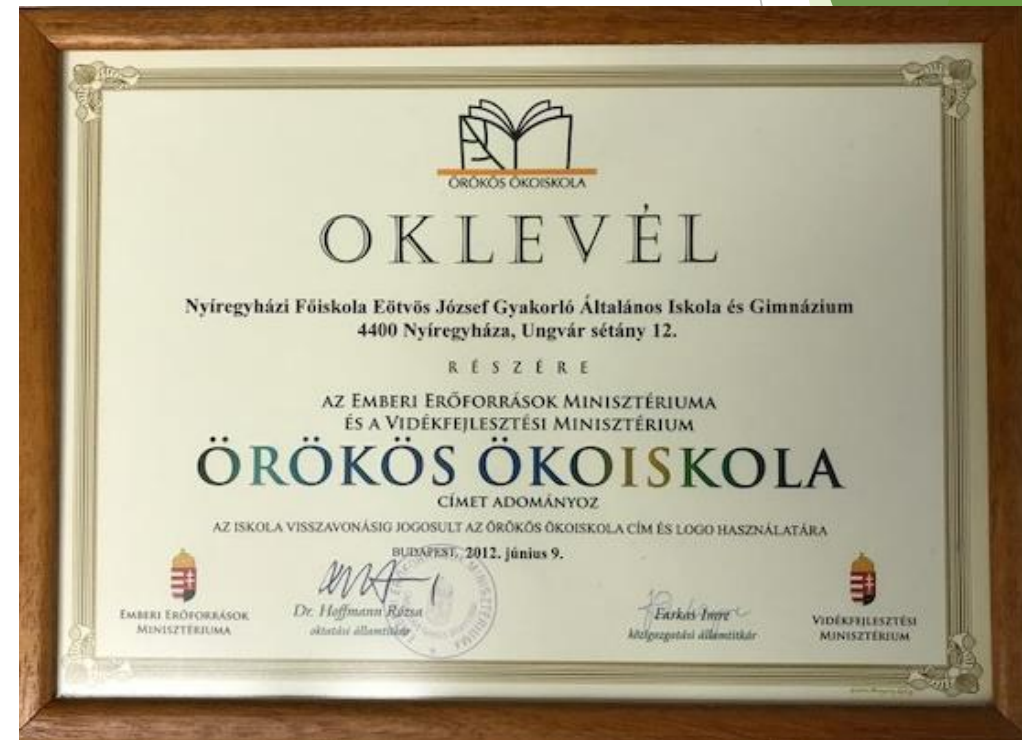 ÖRÖKÖS ÖKOISKOLA
OKLEVÉL
Nyíregyházi Főiskola Eötvös József Gyakorló Általános Iskola és Gimnázium
4400 Nyíregyháza, Ungvár sétány 12.
RÉSZÉRE
AZ EMBERI ERŐFORRÁSOK MINISZTÉRIUMA
ÉS A VIDÉKFEJLESZTÉSI MINISZTÉRIUM
ÖRÖKÖS ÖKOISKOLA
CÍMET ADOMÁNYOZ
AZ ISKOLA VISSZAVONÁSIG JOGOSULT AZ ÖRÖKÖS ÖKOISKOLA CÍM ÉS LOGO HASZNÁLATÁRA
BUDAPEST, 2012. június 9.
EMBERI ERŐFORRÁSOK
MINISZTÉRIUMA
Dr. Hoffmann Rózsa
oktatási államtitkár
Farkas Imre
közigazgatási államtitkár
VIDÉKFEJLESZTÉSI
MINISZTÉRIUM